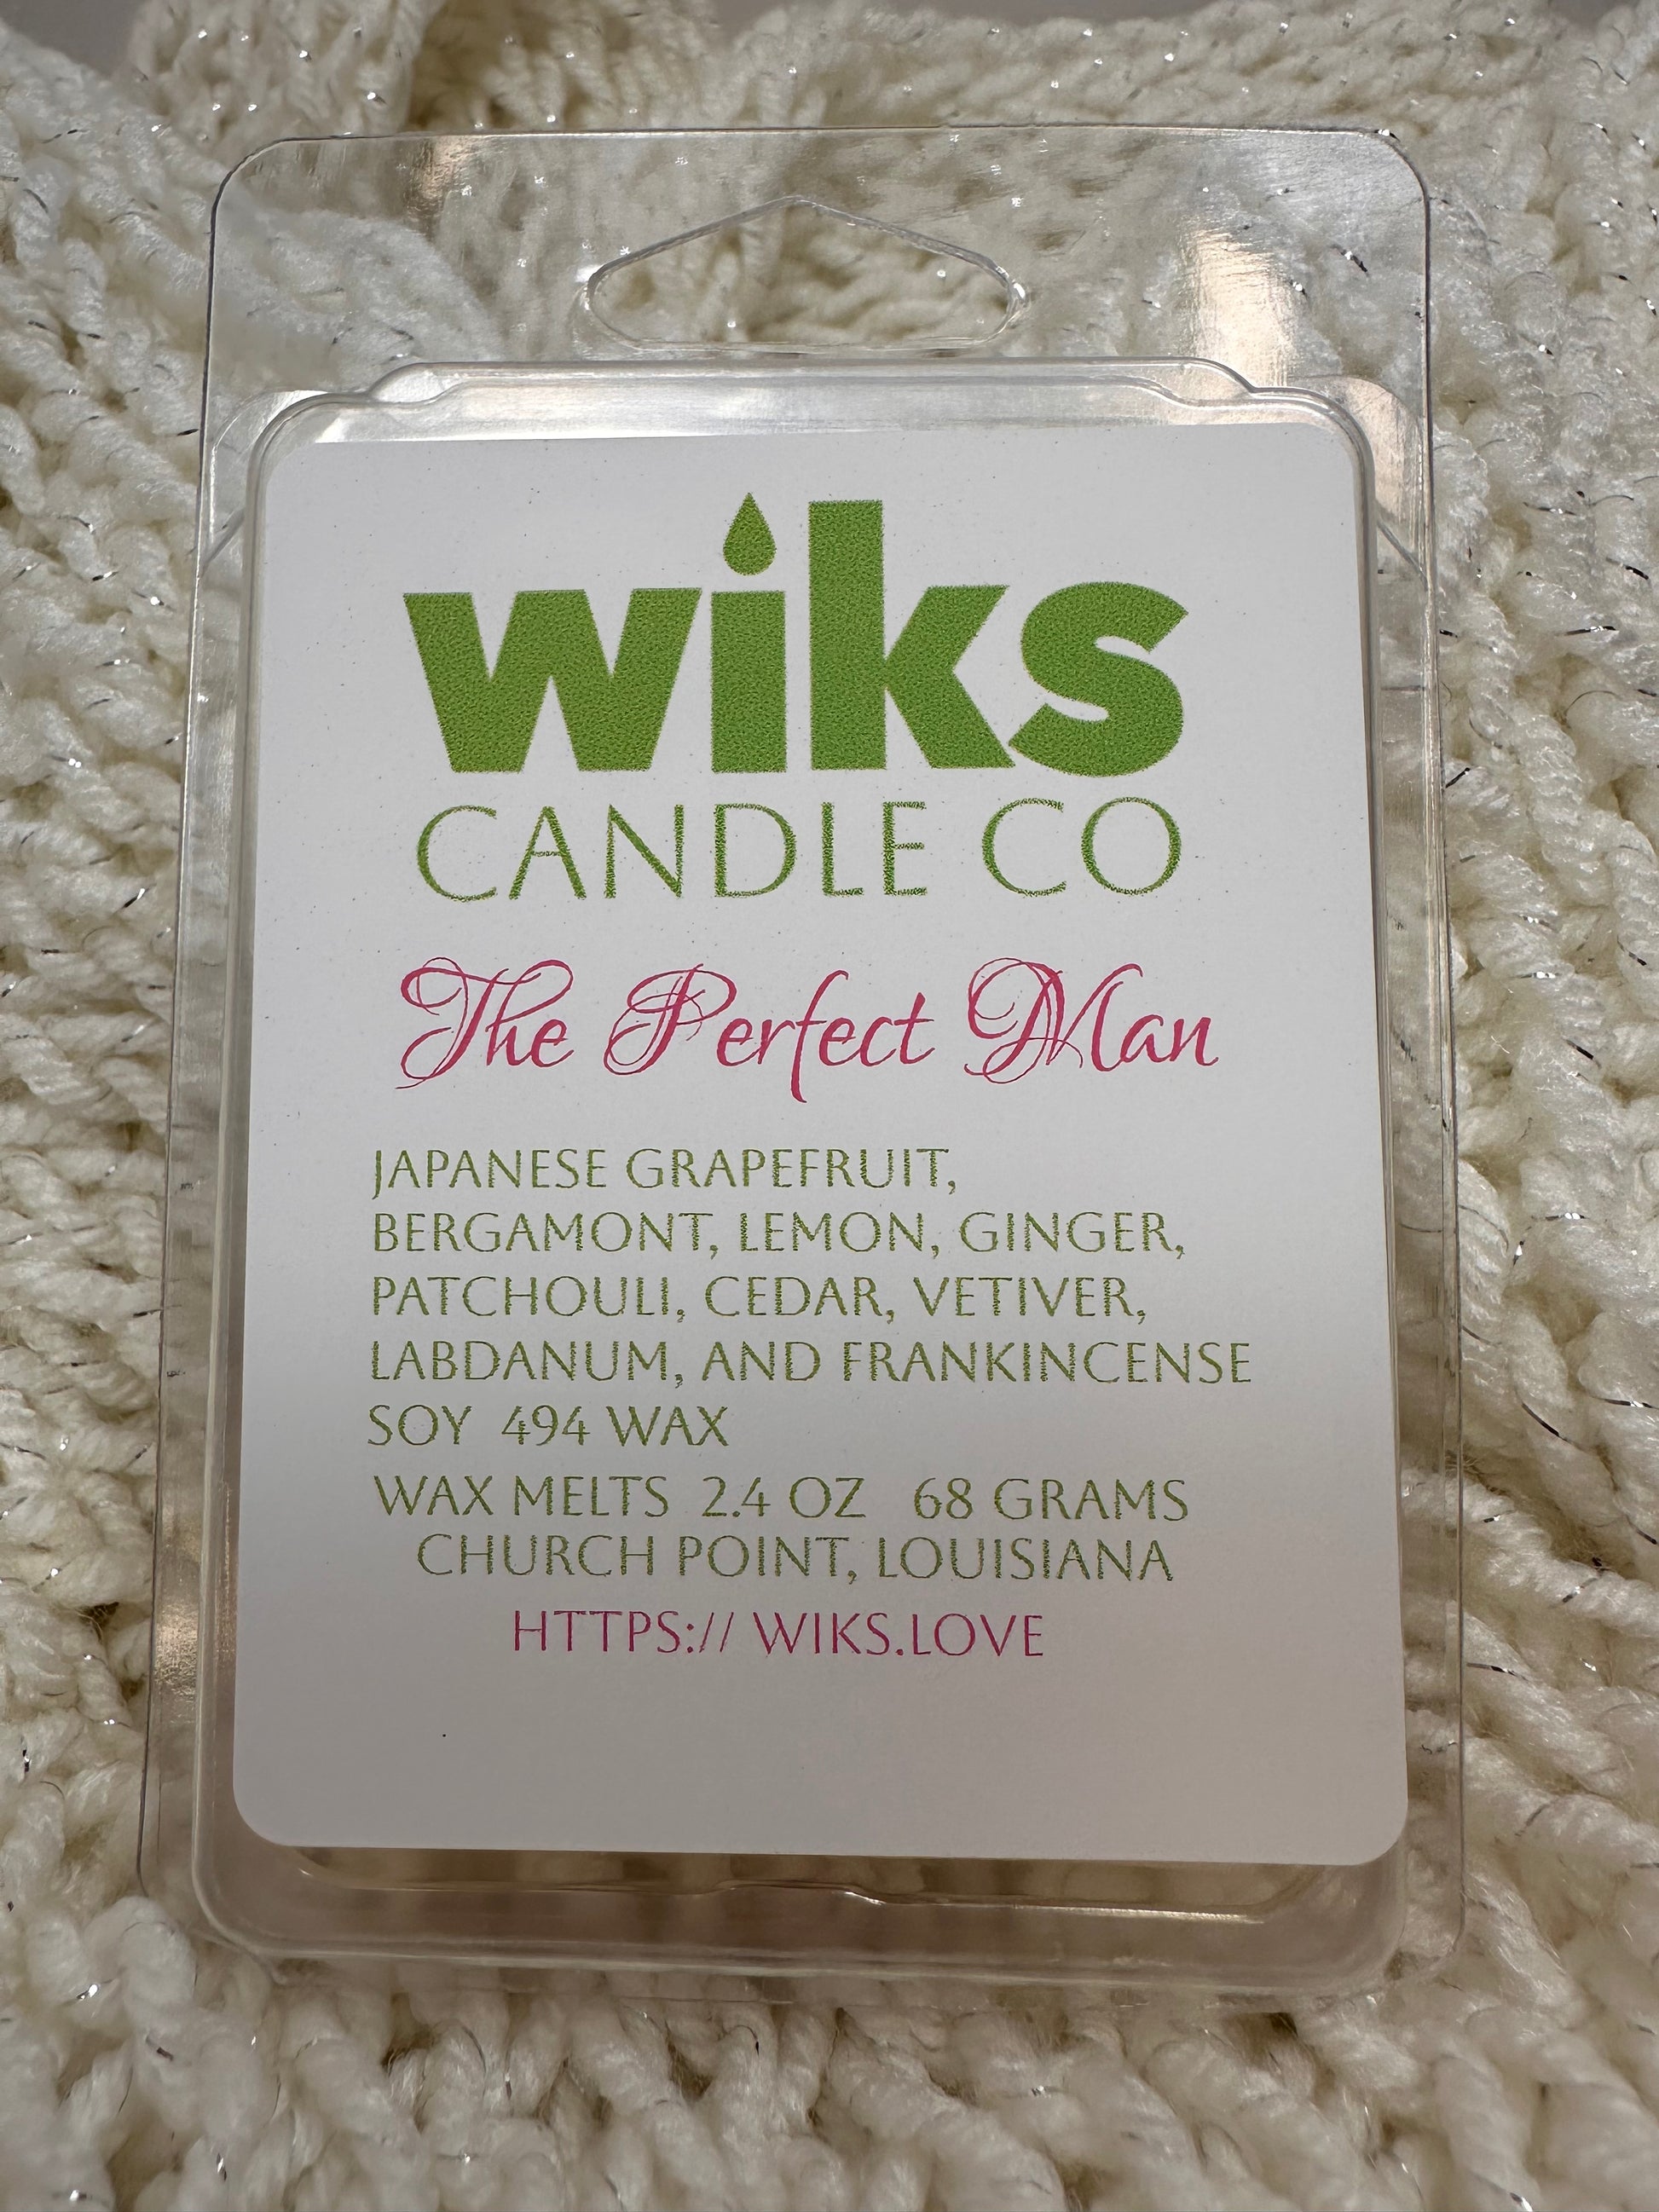 wiks
CANDLE CO
The Perfect Man
JAPANESE GRAPEFRUIT,
BERGAMONT, LEMON, GINGER,
PATCHOULI, CEDAR, VETIVER,
LABDANUM, AND FRANKINCENSE
SOY 494 WAX
WAX MELTS 2.4 OZ 68 GRAMS
CHURCH POINT, LOUISIANA
HTTPS:// WIKS.LOVE